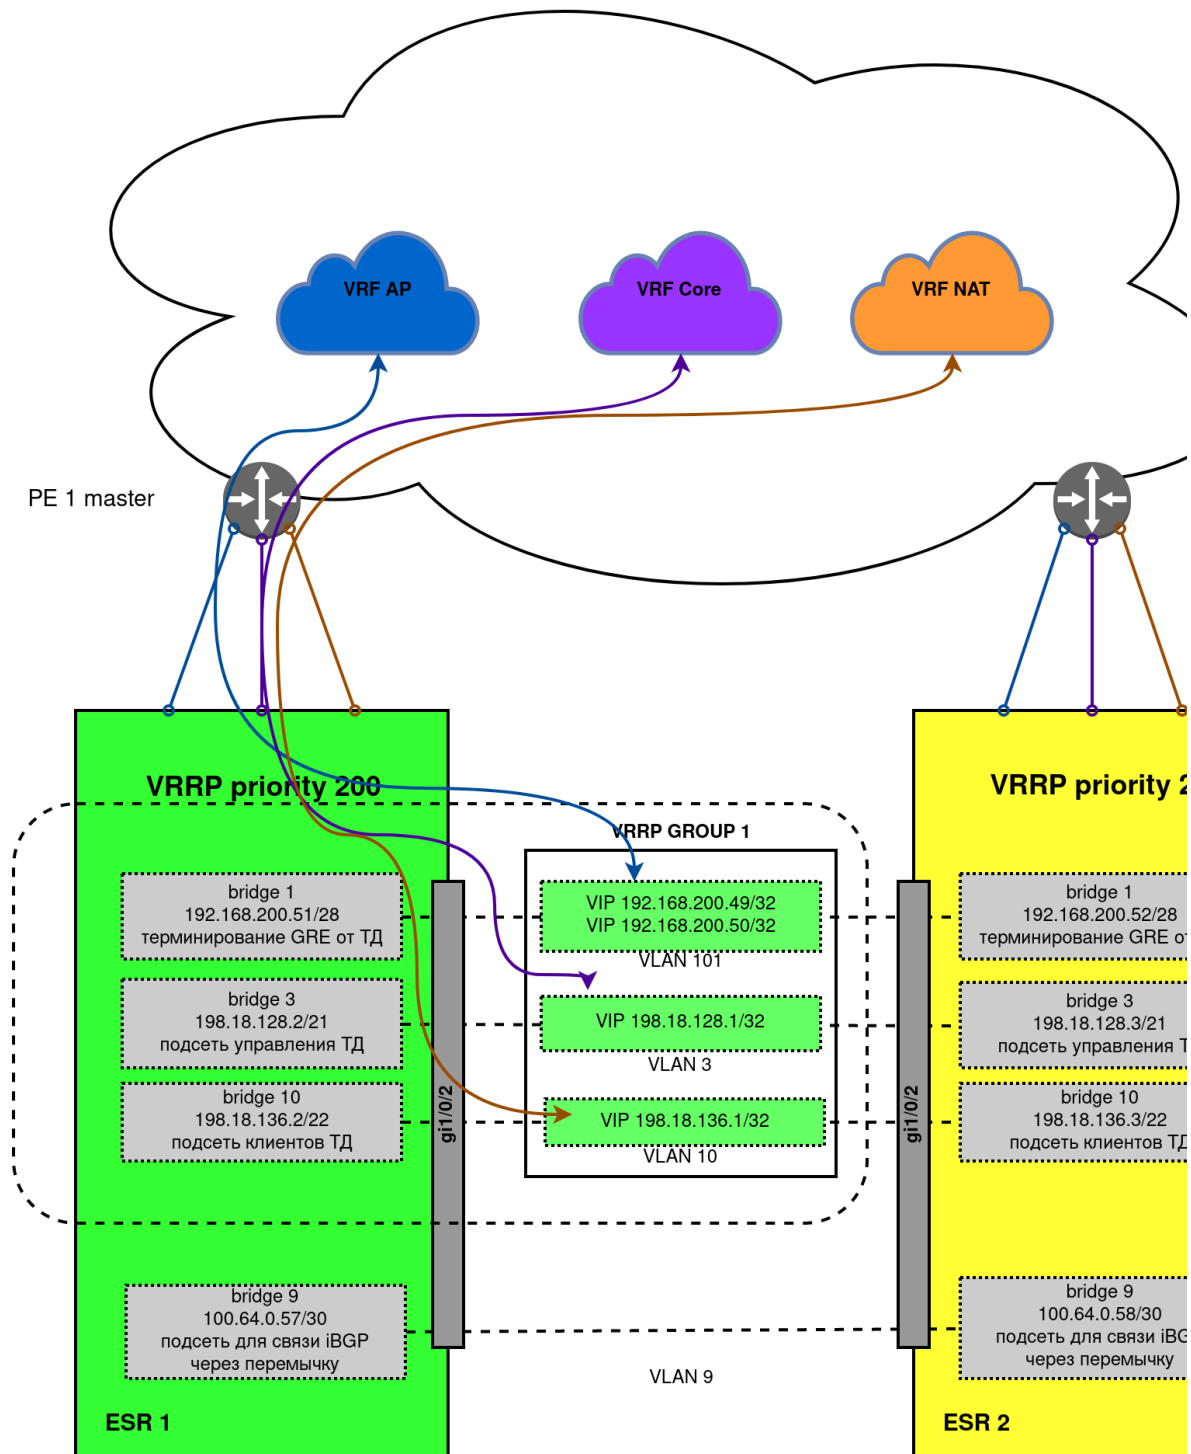 VRF AP
VRF Core
VRF NAT
PE 1 master
VRRP priority 200
VRRP priority 2
VRRP GROUP 1
bridge 1
192.168.200.51/28
терминирование GRE от ТД
VIP 192.168.200.49/32
VIP 192.168.200.50/32
VLAN 101
bridge 1
192.168.200.52/28
терминирование GRE от
bridge 3
198.18.128.2/21
подсеть управления ТД
VIP 198.18.128.1/32
VLAN 3
bridge 3
198.18.128.3/21
подсеть управления Т
bridge 10
198.18.136.2/22
подсеть клиентов ТД
VIP 198.18.136.1/32
VLAN 10
bridge 10
198.18.136.3/22
подсеть клиентов ТД
gi1/0/2
gi1/0/2
bridge 9
100.64.0.57/30
подсеть для связи iBGP
через перемычку
VLAN 9
bridge 9
100.64.0.58/30
подсеть для связи iBG
через перемычку
ESR 1
ESR 2